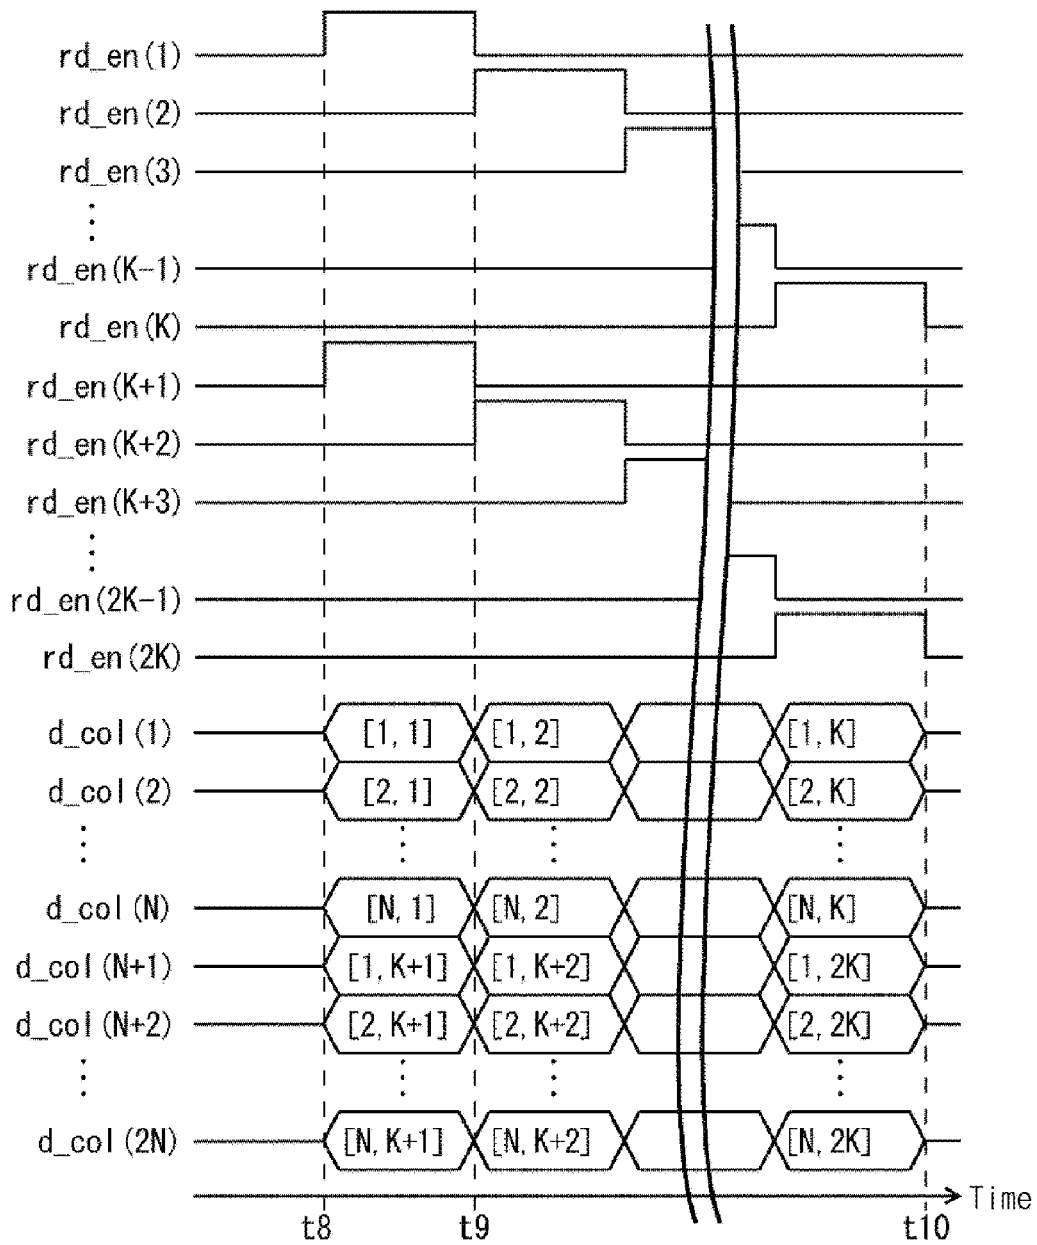 rd_en(1)
rd_en(2)
rd_en(3)
rd_en(K-1)
rd_en(K)
rd_en(K+1)
rd_en(K+2)
rd_en(K+3)
rd_en(2K-1)
rd_en(2K)
d_col(1) [1, 1] [1, 2] [1, K]
d_col(2) [2, 1] [2, 2] [2, K]
d_col(N) [N, 1] [N, 2] [N, K]
d_col(N+1) [1, K+1] [1, K+2] [1, 2K]
d_col(N+2) [2, K+1] [2, K+2] [2, 2K]
d_col(2N) [N, K+1] [N, K+2] [N, 2K]
Time
t8 t9 t10